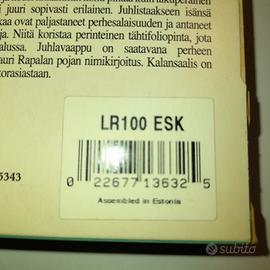 i juuri sopivasti erilainen. Juhlistaakseen isänsä
kaa ovat paljastaneet perhesalaisuuden ja antaneet
ja. Niitä koristaa perinteinen tähtifoliopinta, jota
alussa. Juhlavaappu on saatavana perheen
auri Rapalan pojan nimikirjoitus. Kalansaalis on
orasiastaan.
5343
LR100 ESK
0 22677 13632 5
Assembled in Estonia
subito